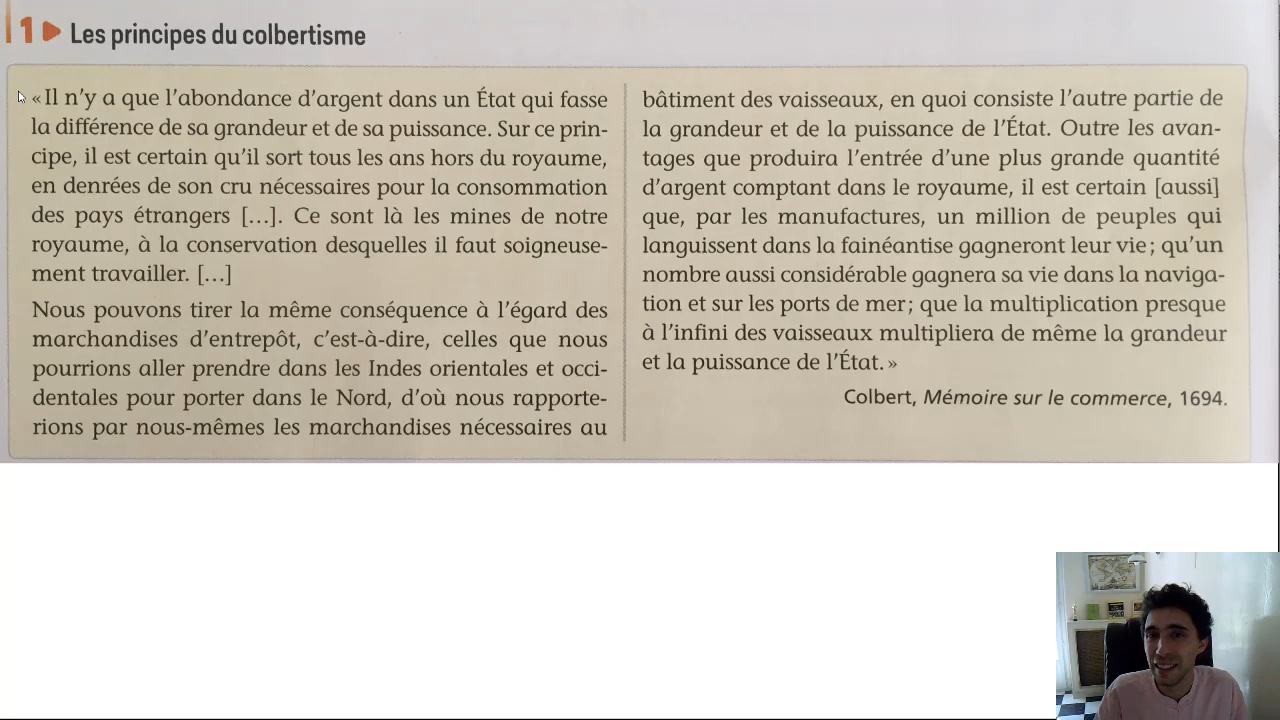 1 Les principes du colbertisme
« Il n'y a que l'abondance d'argent dans un État qui fasse
la différence de sa grandeur et de sa puissance. Sur ce prin-
cipe, il est certain qu'il sort tous les ans hors du royaume,
en denrées de son cru nécessaires pour la consommation
des pays étrangers [...]. Ce sont là les mines de notre
royaume, à la conservation desquelles il faut soigneuse-
ment travailler. [...]
Nous pouvons tirer la même conséquence à l'égard des
marchandises d'entrepôt, c'est-à-dire, celles que nous
pourrions aller prendre dans les Indes orientales et occi-
dentales pour porter dans le Nord, d'où nous rapporte-
rions par nous-mêmes les marchandises nécessaires au
bâtiment des vaisseaux, en quoi consiste l'autre partie de
la grandeur et de la puissance de l'État. Outre les avan-
tages que produira l'entrée d'une plus grande quantité
d'argent comptant dans le royaume, il est certain [aussi]
que, par les manufactures, un million de peuples qui
languissent dans la fainéantise gagneront leur vie ; qu'un
nombre aussi considérable gagnera sa vie dans la naviga-
tion et sur les ports de mer ; que la multiplication presque
à l'infini des vaisseaux multipliera de même la grandeur
et la puissance de l'État. »
Colbert, Mémoire sur le commerce, 1694.